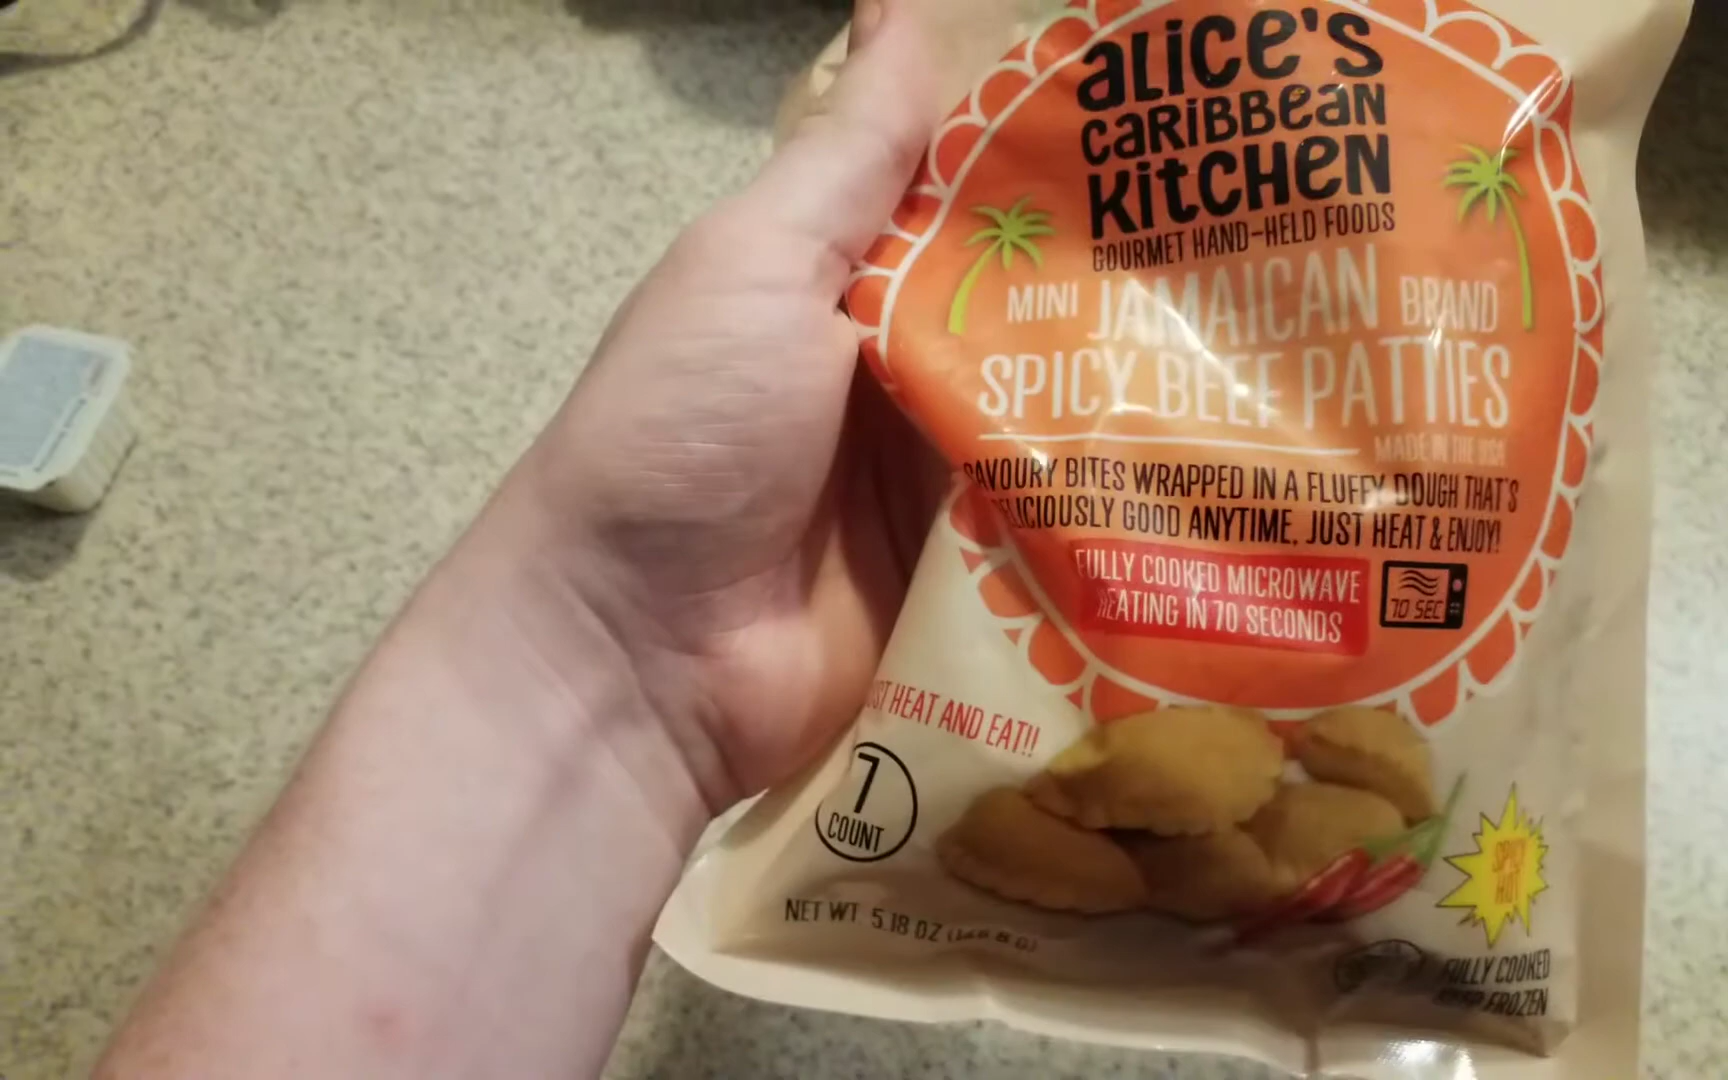 aLiCe's
CaRiBBeaN
KitCHeN
GOURMET HAND-HELD FOODS
MINI JAMAICAN BRAND
SPICY BEEF PATTIES
MADE IN THE USA
SAVOURY BITES WRAPPED IN A FLUFFY DOUGH THAT'S
DELICIOUSLY GOOD ANYTIME, JUST HEAT & ENJOY!
FULLY COOKED MICROWAVE
HEATING IN 70 SECONDS
70 SEC
JUST HEAT AND EAT!!
7
COUNT
SPICY
HOT
NET WT. 5.18 OZ
FULLY COOKED
KEEP FROZEN